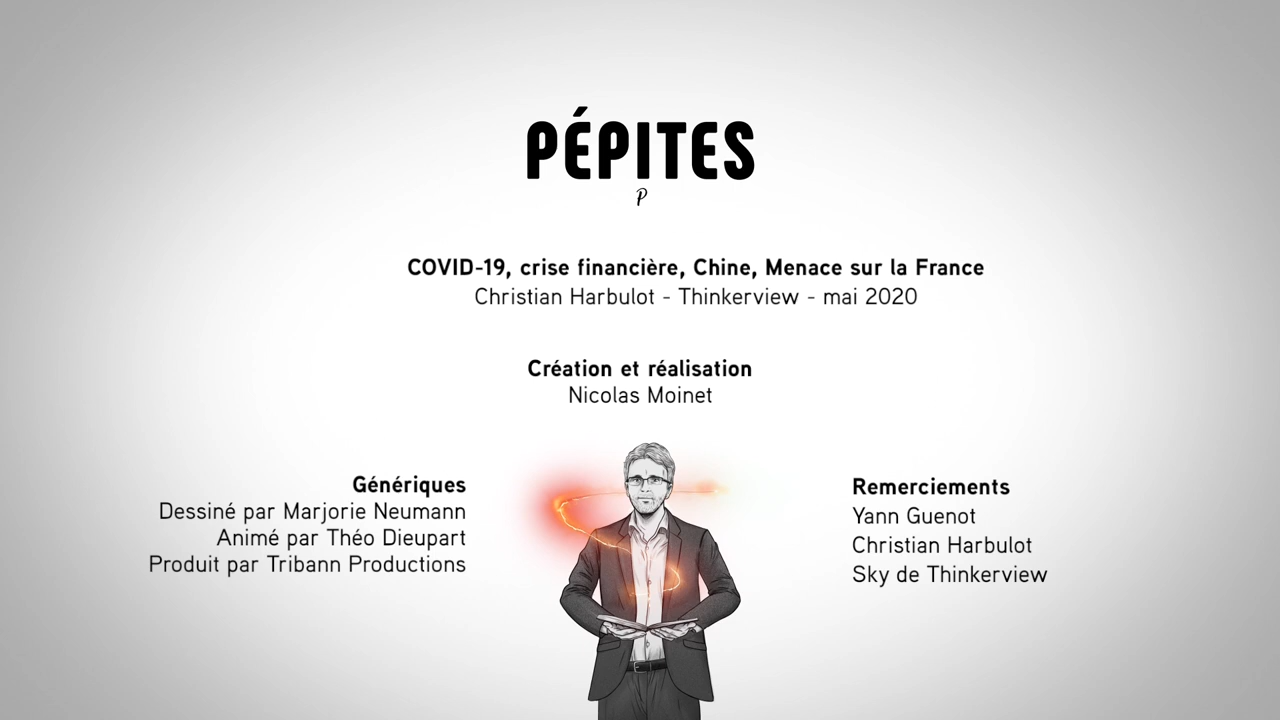 PÉPITES
P
COVID-19, crise financière, Chine, Menace sur la France
Christian Harbulot - Thinkerview - mai 2020
Création et réalisation
Nicolas Moinet
Génériques
Dessiné par Marjorie Neumann
Animé par Théo Dieupart
Produit par Tribann Productions
Remerciements
Yann Guenot
Christian Harbulot
Sky de Thinkerview